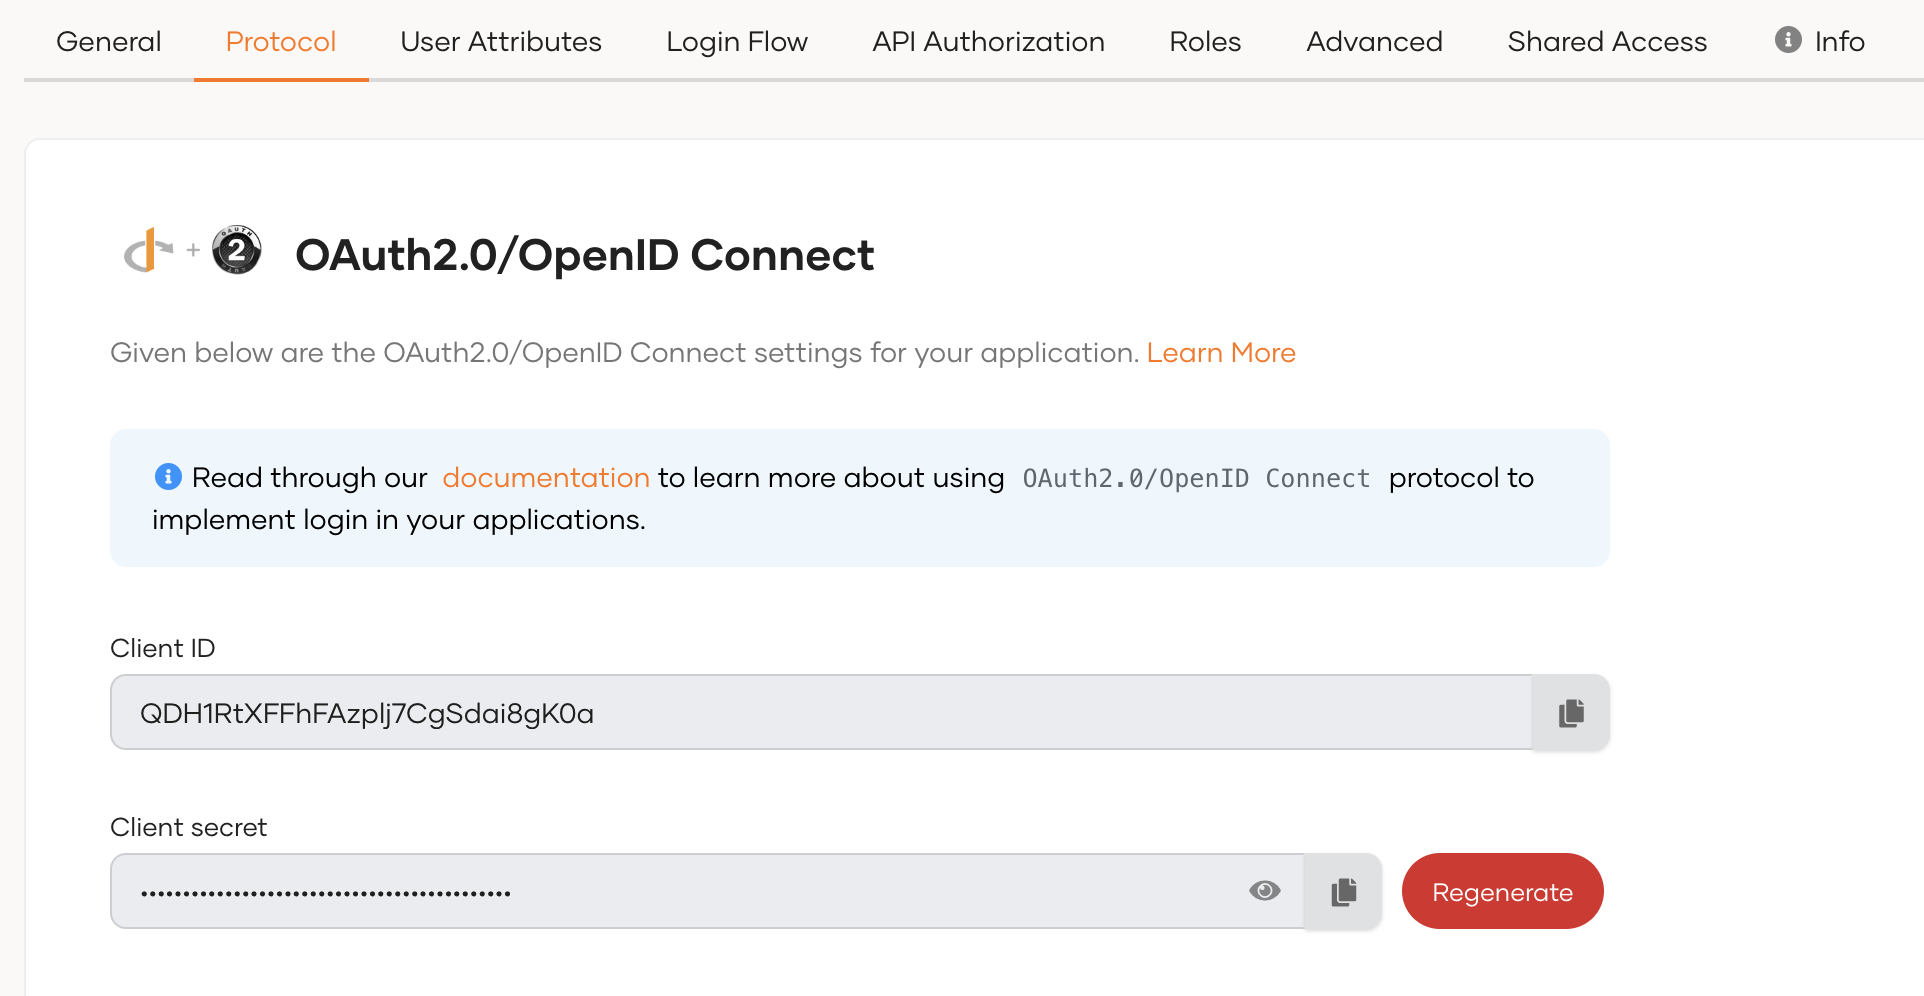 General Protocol User Attributes Login Flow API Authorization Roles Advanced Shared Access Info
OAuth2.0/OpenID Connect
Given below are the OAuth2.0/OpenID Connect settings for your application. Learn More
Read through our documentation to learn more about using OAuth2.0/OpenID Connect protocol to
implement login in your applications.
Client ID
QDH1RtXFFhFAzplj7CgSdai8gK0a
Client secret
Regenerate